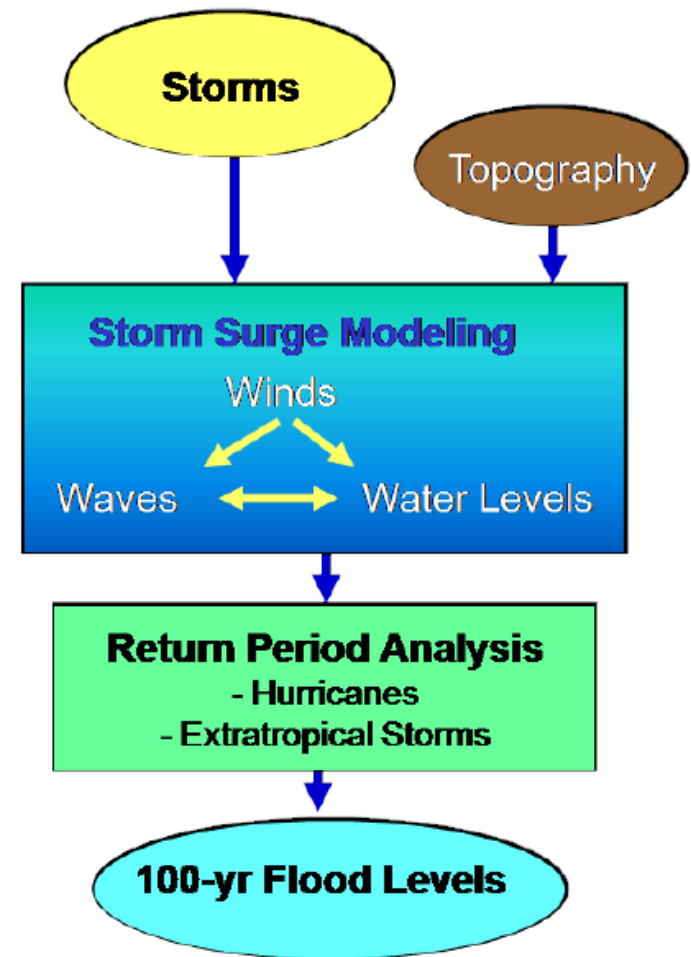 Storms
Topography
Storm Surge Modeling
Winds
Waves
Water Levels
Return Period Analysis
- Hurricanes
- Extratropical Storms
100-yr Flood Levels